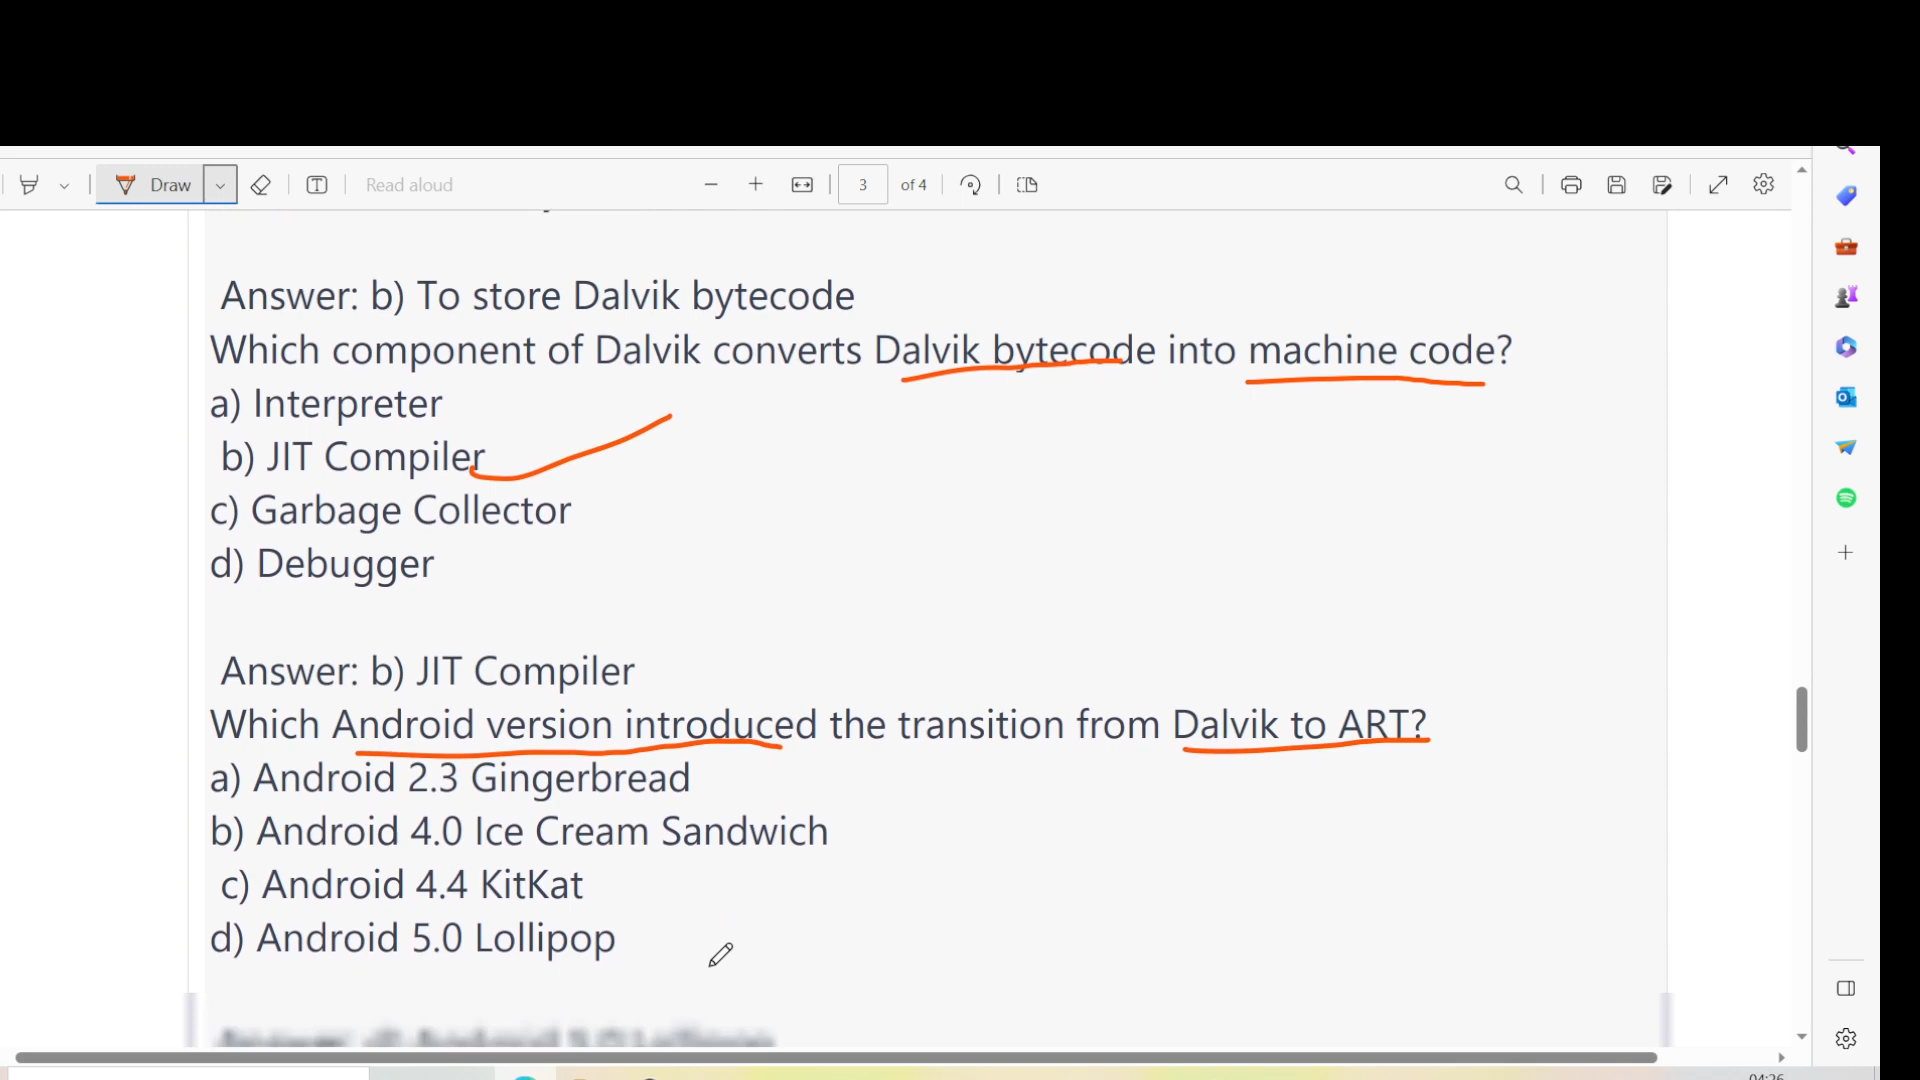 Draw
Read aloud
3
of 4
Answer: b) To store Dalvik bytecode
Which component of Dalvik converts Dalvik bytecode into machine code?
a) Interpreter
b) JIT Compiler
c) Garbage Collector
d) Debugger
Answer: b) JIT Compiler
Which Android version introduced the transition from Dalvik to ART?
a) Android 2.3 Gingerbread
b) Android 4.0 Ice Cream Sandwich
c) Android 4.4 KitKat
d) Android 5.0 Lollipop